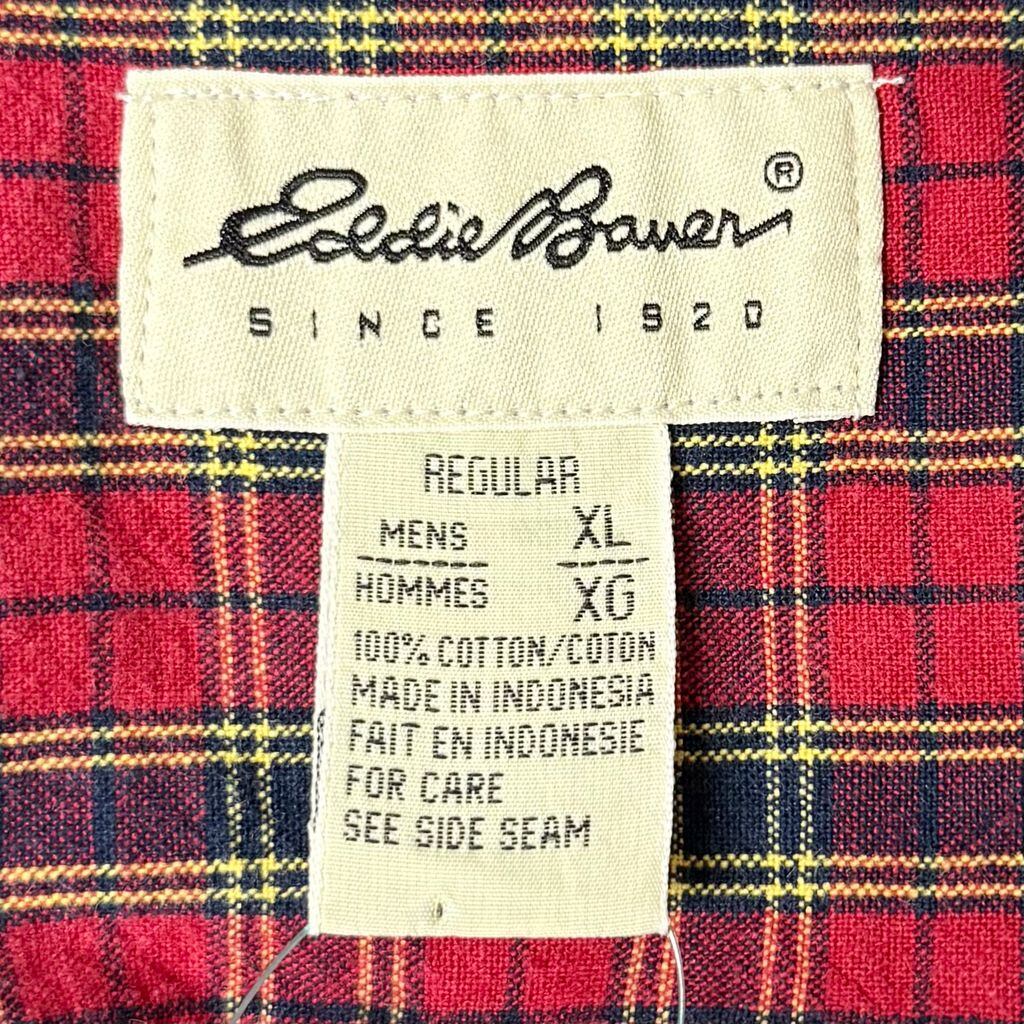 Eddie Bauer ®
SINCE 1920
REGULAR
MENS XL
HOMMES XG
100% COTTON/COTON
MADE IN INDONESIA
FAIT EN INDONESIE
FOR CARE
SEE SIDE SEAM